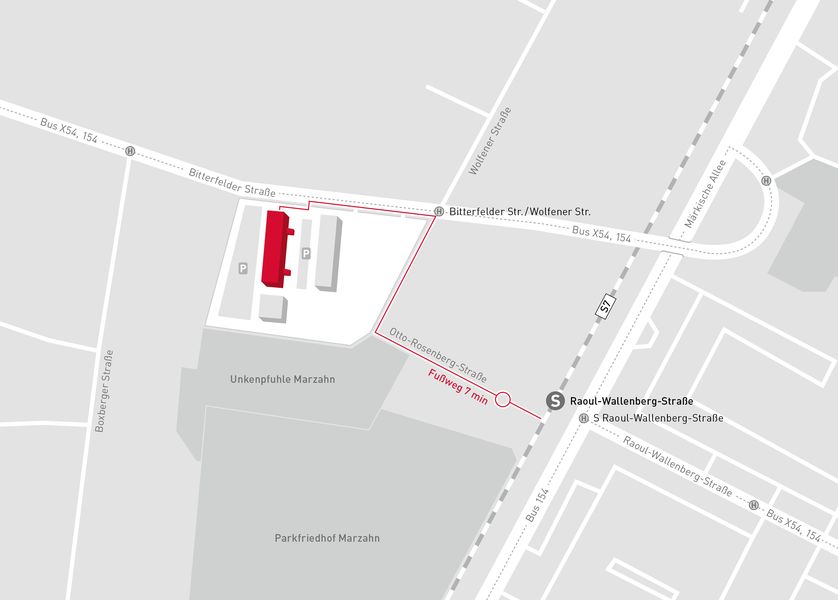 Bus X54, 154
H
Bitterfelder Straße
Wolfener Straße
Märkische Allee
H
H
Bitterfelder Str./Wolfener Str.
Bus X54, 154
P
P
S7
Otto-Rosenberg-Straße
Fußweg 7 min
Unkenpfuhle Marzahn
Boxberger Straße
S
Raoul-Wallenberg-Straße
H
S Raoul-Wallenberg-Straße
Raoul-Wallenberg-Straße
H
Bus X54, 154
Bus 154
Parkfriedhof Marzahn